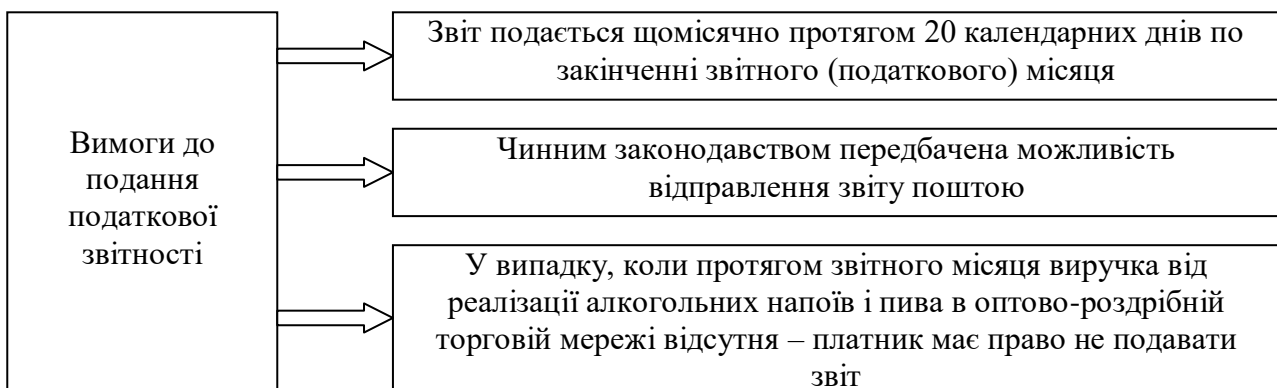 Вимоги до
подання
податкової
звітності
Звіт подається щомісячно протягом 20 календарних днів по
закінченні звітного (податкового) місяця
Чинним законодавством передбачена можливість
відправлення звіту поштою
У випадку, коли протягом звітного місяця виручка від
реалізації алкогольних напоїв і пива в оптово-роздрібній
торговій мережі відсутня – платник має право не подавати
звіт